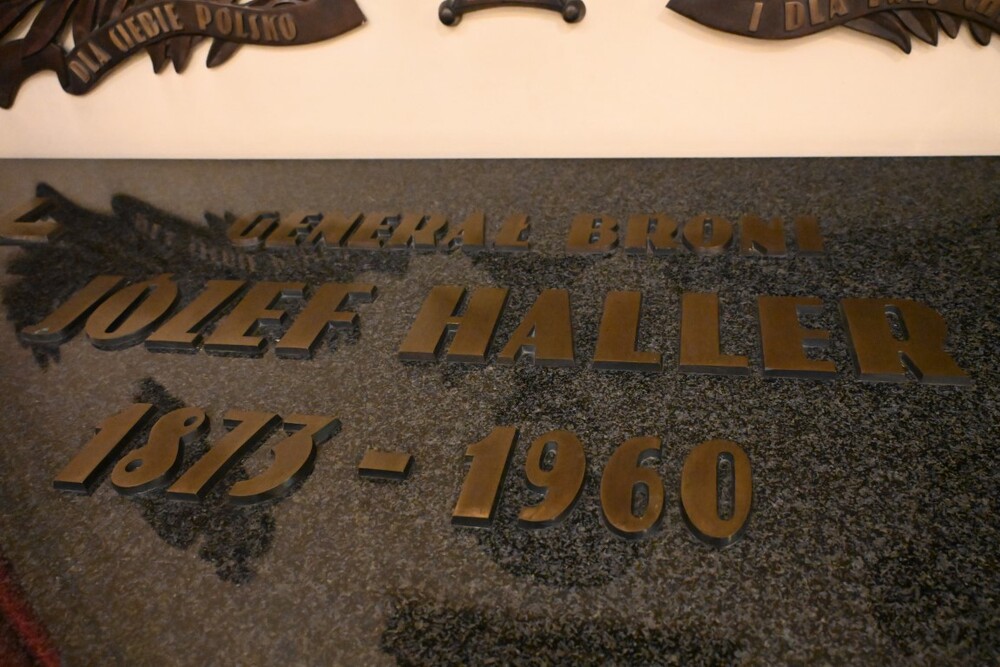 DLA CIEBIE POLSKO
I DLA
GENERAŁ BRONI
JÓZEF HALLER
1873 - 1960